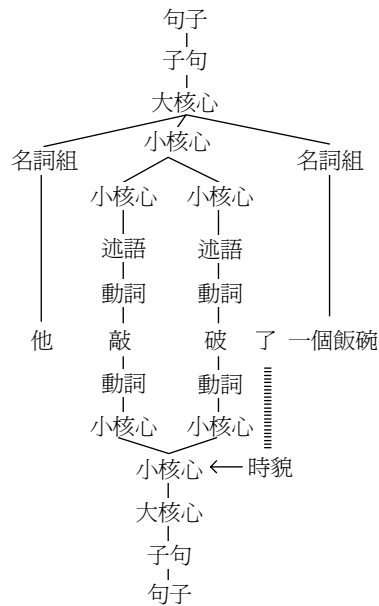 句子
子句
大核心
小核心
名詞組 名詞組
小核心 小核心
述語 述語
動詞 動詞
他 敲 破 了 一個飯碗
動詞 動詞
小核心 小核心
小核心 時貌
大核心
子句
句子